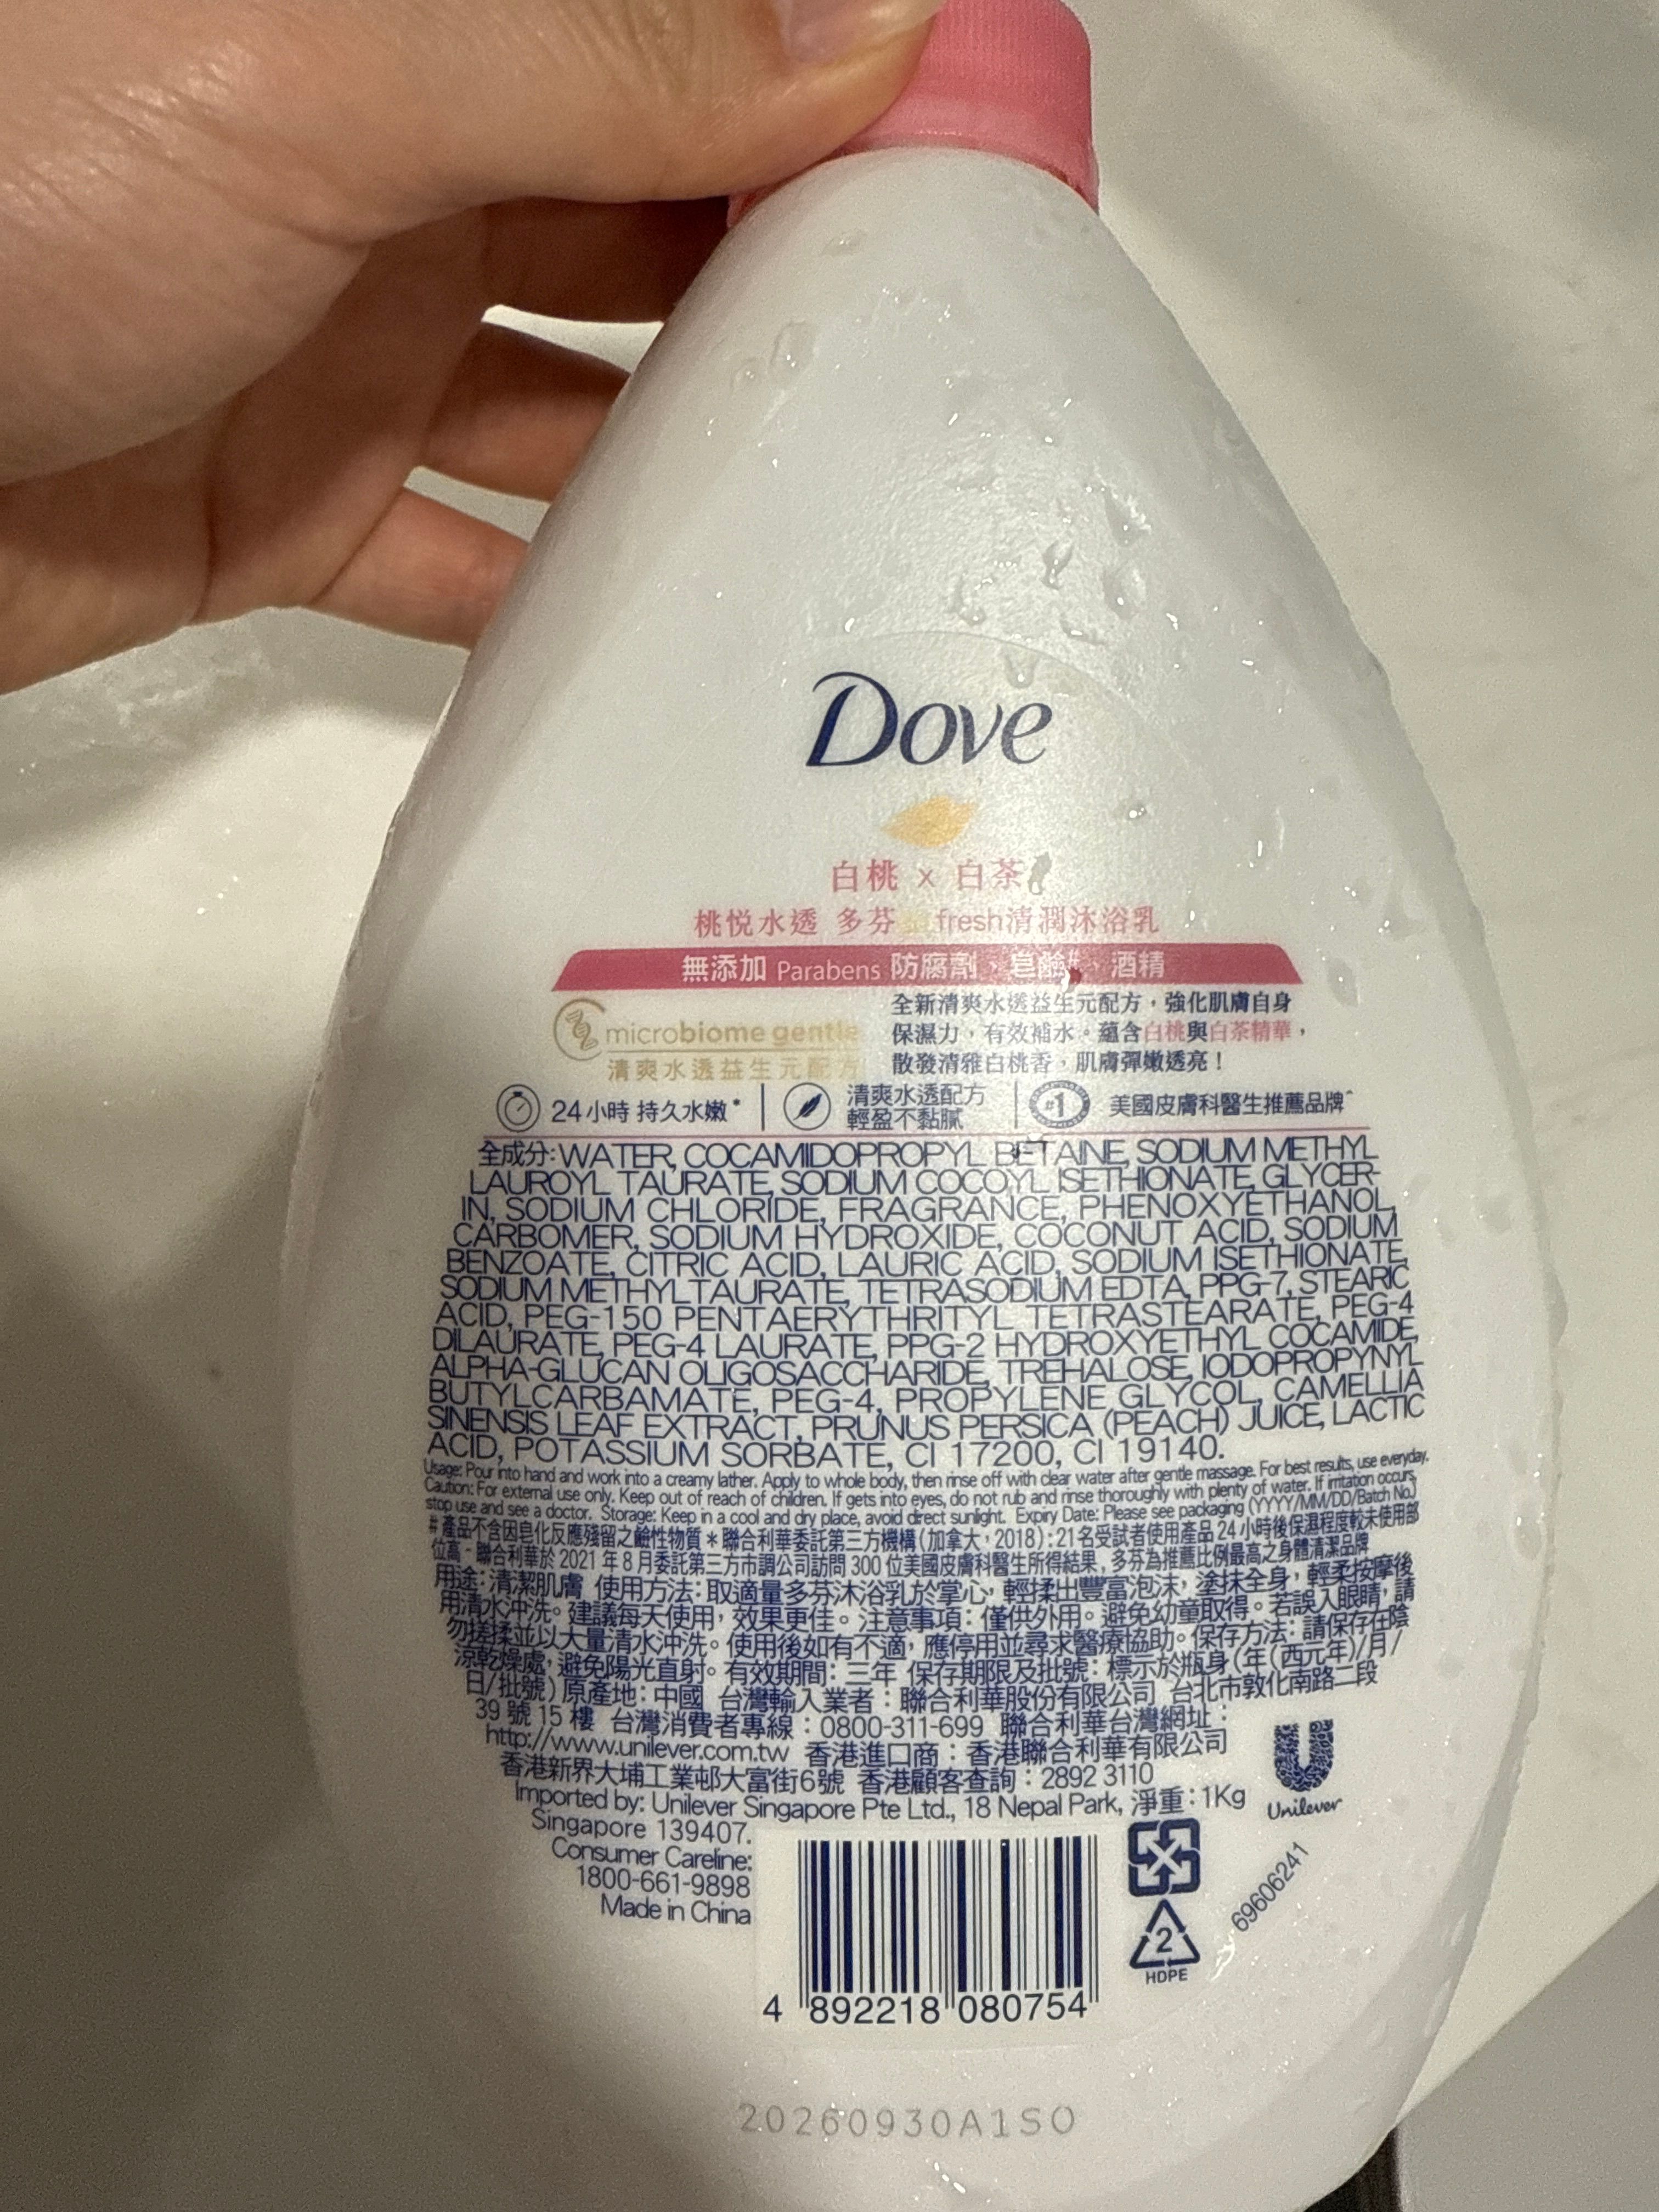 Dove
白桃 x 白茶
桃悅水透 多芬 fresh清潤沐浴乳
無添加 Parabens 防腐劑、皂鹼#、酒精
microbiome gentle
清爽水透益生元配方
全新清爽水透益生元配方，強化肌膚自身
保濕力，有效補水。蘊含白桃與白茶精華，
散發清雅白桃香，肌膚彈嫩透亮！
24小時 持久水嫩*
清爽水透配方
輕盈不黏膩
#1 美國皮膚科醫生推薦品牌^
全成分:WATER, COCAMIDOPROPYL BETAINE, SODIUM METHYL
LAUROYL TAURATE, SODIUM COCOYL ISETHIONATE, GLYCER-
IN, SODIUM CHLORIDE, FRAGRANCE, PHENOXYETHANOL,
CARBOMER, SODIUM HYDROXIDE, COCONUT ACID, SODIUM
BENZOATE, CITRIC ACID, LAURIC ACID, SODIUM ISETHIONATE,
SODIUM METHYLTAURATE, TETRASODIUM EDTA, PPG-7, STEARIC
ACID, PEG-150 PENTAERYTHRITYL TETRASTEARATE, PEG-4
DILAURATE, PEG-4 LAURATE, PPG-2 HYDROXYETHYL COCAMIDE,
ALPHA-GLUCAN OLIGOSACCHARIDE, TREHALOSE, IODOPROPYNYL
BUTYLCARBAMATE, PEG-4, PROPYLENE GLYCOL, CAMELLIA
SINENSIS LEAF EXTRACT, PRUNUS PERSICA (PEACH) JUICE, LACTIC
ACID, POTASSIUM SORBATE, CI 17200, CI 19140.
Usage: Pour into hand and work into a creamy lather. Apply to whole body, then rinse off with clear water after gentle massage. For best results, use everyday.
Caution: For external use only. Keep out of reach of children. If gets into eyes, do not rub and rinse thoroughly with plenty of water. If irritation occurs,
stop use and see a doctor. Storage: Keep in a cool and dry place, avoid direct sunlight. Expiry Date: Please see packaging (YYYY/MM/DD/Batch No.)
#產品不含因皂化反應殘留之鹼性物質 *聯合利華委託第三方機構(加拿大，2018)：21名受試者使用產品24小時後保濕程度較未使用部
位高 ^聯合利華於2021年8月委託第三方市調公司訪問300位美國皮膚科醫生所得結果，多芬為推薦比例最高之身體清潔品牌
用途：清潔肌膚 使用方法：取適量多芬沐浴乳於掌心，輕揉出豐富泡沫，塗抹全身，輕柔按摩後
用清水沖洗。建議每天使用，效果更佳。注意事項：僅供外用。避免幼童取得。若誤入眼睛，請
勿搓揉並以大量清水沖洗。使用後如有不適，應停用並尋求醫療協助。保存方法：請保存在陰
涼乾燥處，避免陽光直射。有效期間：三年 保存期限及批號：標示於瓶身(年(西元年)/月/
日/批號) 原產地：中國 台灣輸入業者：聯合利華股份有限公司 台北市敦化南路二段
39號15樓 台灣消費者專線：0800-311-699 聯合利華台灣網址：
http://www.unilever.com.tw 香港進口商：香港聯合利華有限公司
香港新界大埔工業邨大富街6號 香港顧客查詢：2892 3110
Imported by: Unilever Singapore Pte Ltd., 18 Nepal Park, 淨重：1Kg
Singapore 139407.
Consumer Careline:
1800-661-9898
Made in China
Unilever
69606241
2
HDPE
4 892218 080754
20260930A1SO